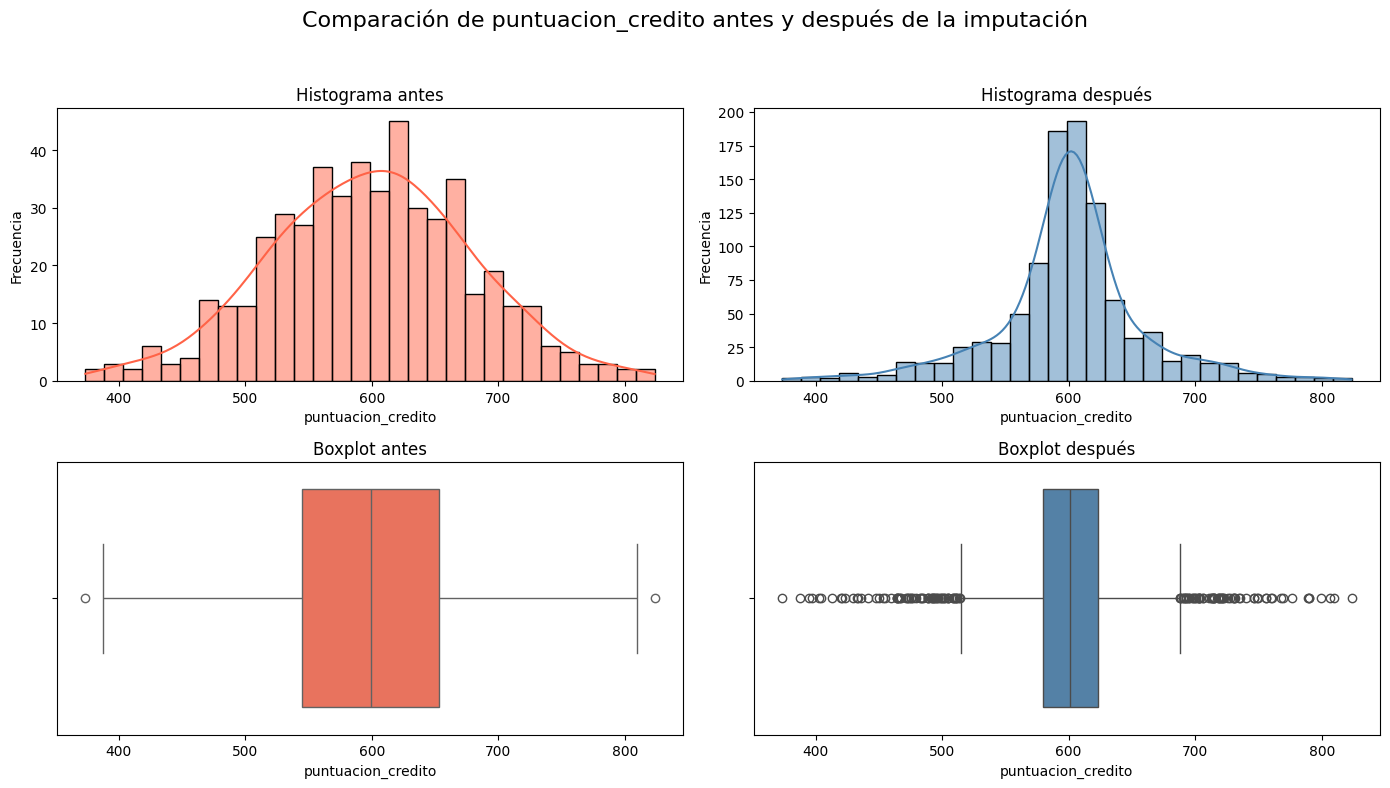 Comparación de puntuacion_credito antes y después de la imputación
Histograma antes
Histograma después
Frecuencia
40
30
20
10
0
400 500 600 700 800
puntuacion_credito
Frecuencia
200
175
150
125
100
75
50
25
0
400 500 600 700 800
puntuacion_credito
Boxplot antes
Boxplot después
400 500 600 700 800
puntuacion_credito
400 500 600 700 800
puntuacion_credito